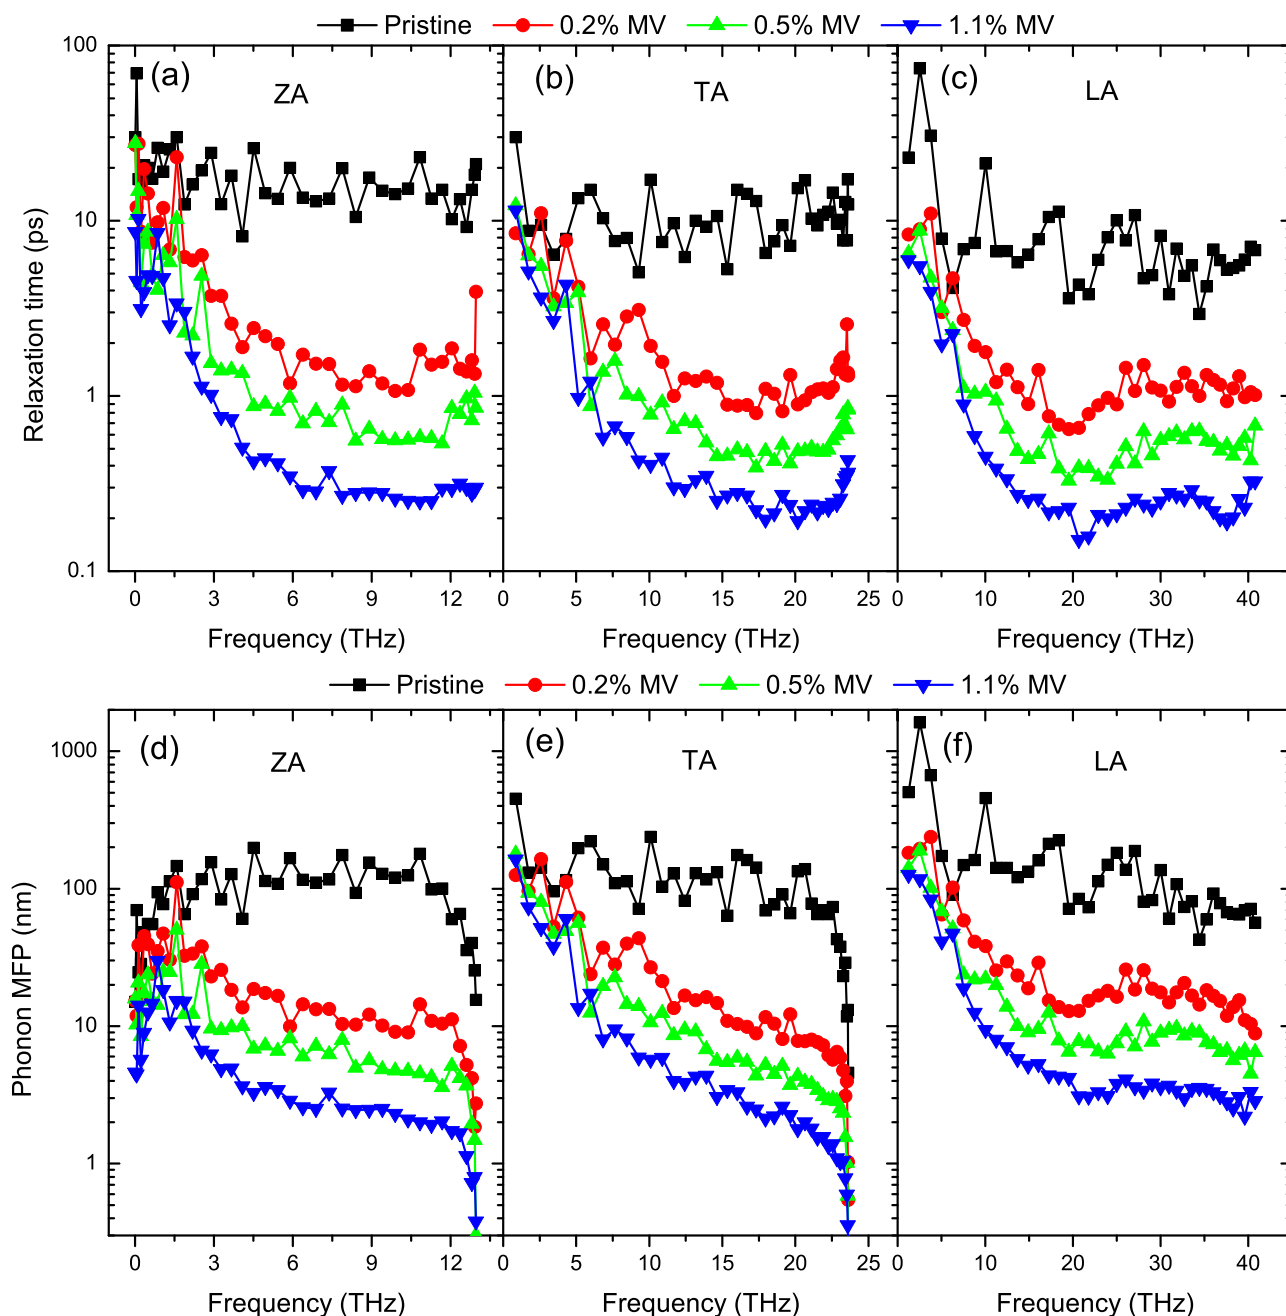 Pristine 0.2% MV 0.5% MV 1.1% MV
(a) ZA (b) TA (c) LA
Relaxation time (ps)
100
10
1
0.1
0 3 6 9 12 0 5 10 15 20 25 0 10 20 30 40
Frequency (THz) Frequency (THz) Frequency (THz)
Pristine 0.2% MV 0.5% MV 1.1% MV
(d) ZA (e) TA (f) LA
Phonon MFP (nm)
1000
100
10
1
0 3 6 9 12 0 5 10 15 20 25 0 10 20 30 40
Frequency (THz) Frequency (THz) Frequency (THz)